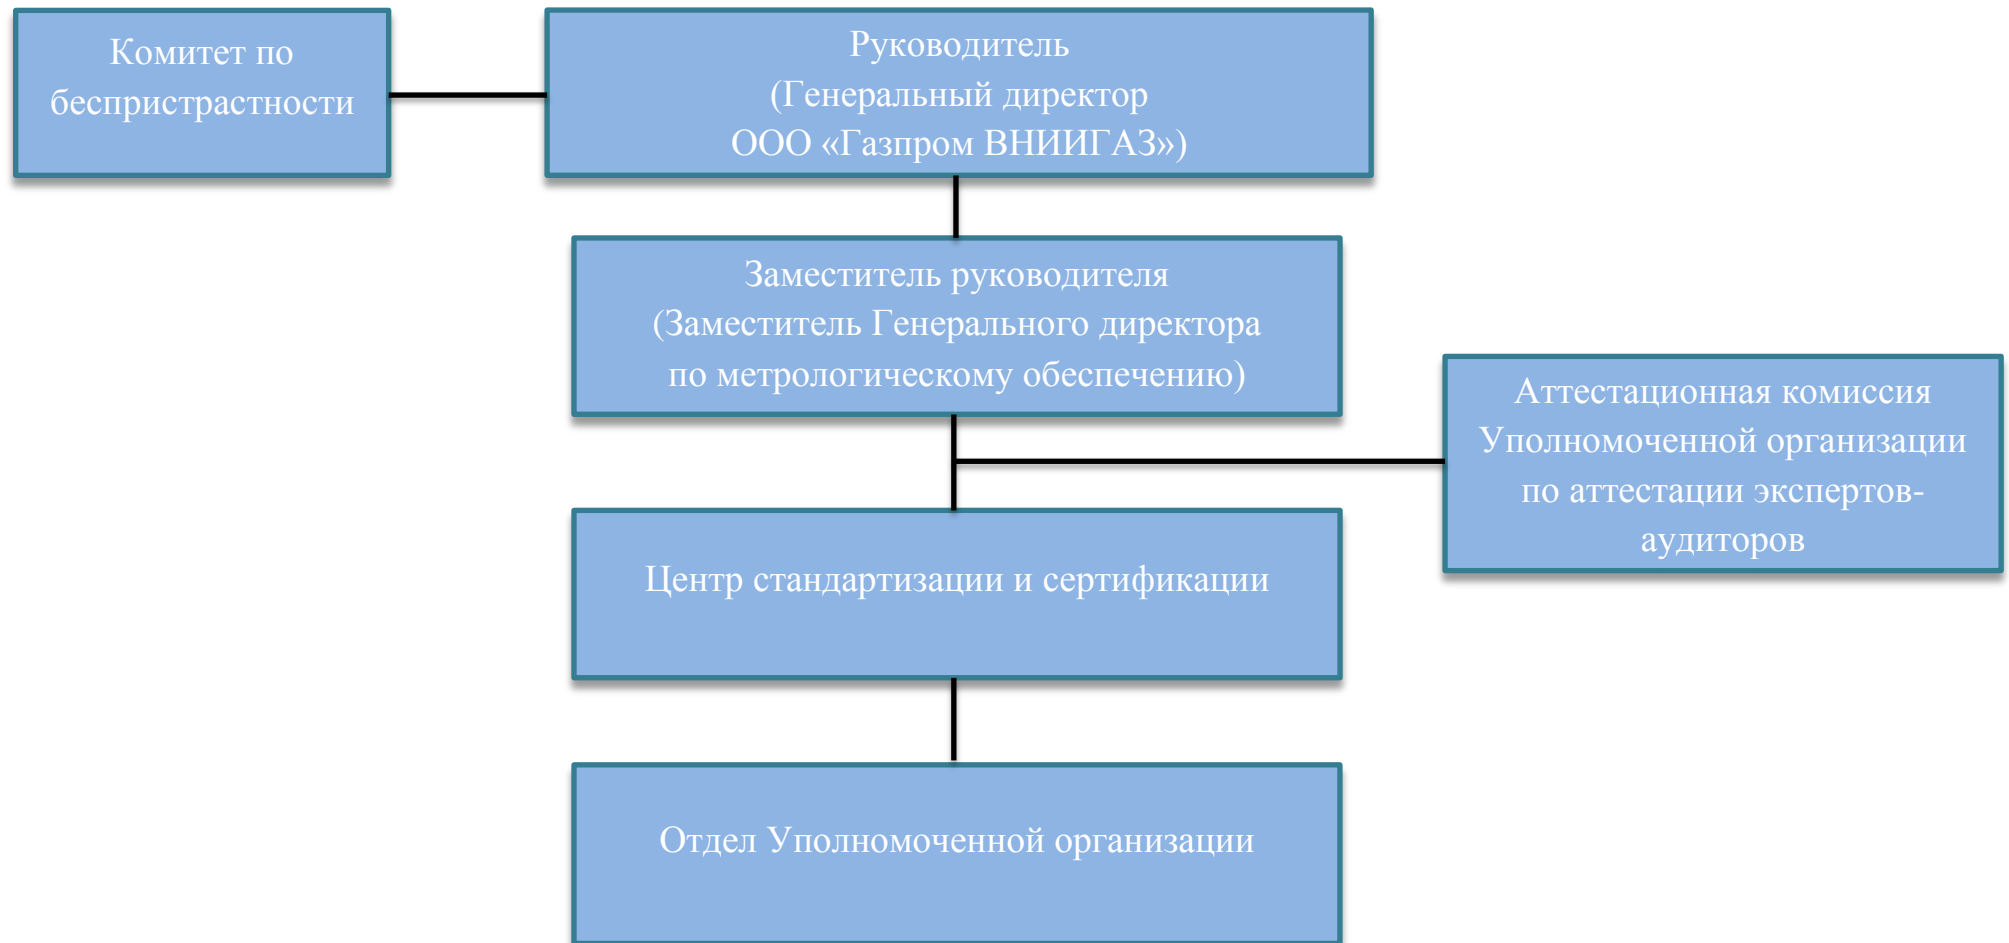 Комитет по
беспристрастности
Руководитель
(Генеральный директор
ООО «Газпром ВНИИГАЗ»)
Заместитель руководителя
(Заместитель Генерального директора
по метрологическому обеспечению)
Аттестационная комиссия
Уполномоченной организации
по аттестации экспертов-
аудиторов
Центр стандартизации и сертификации
Отдел Уполномоченной организации